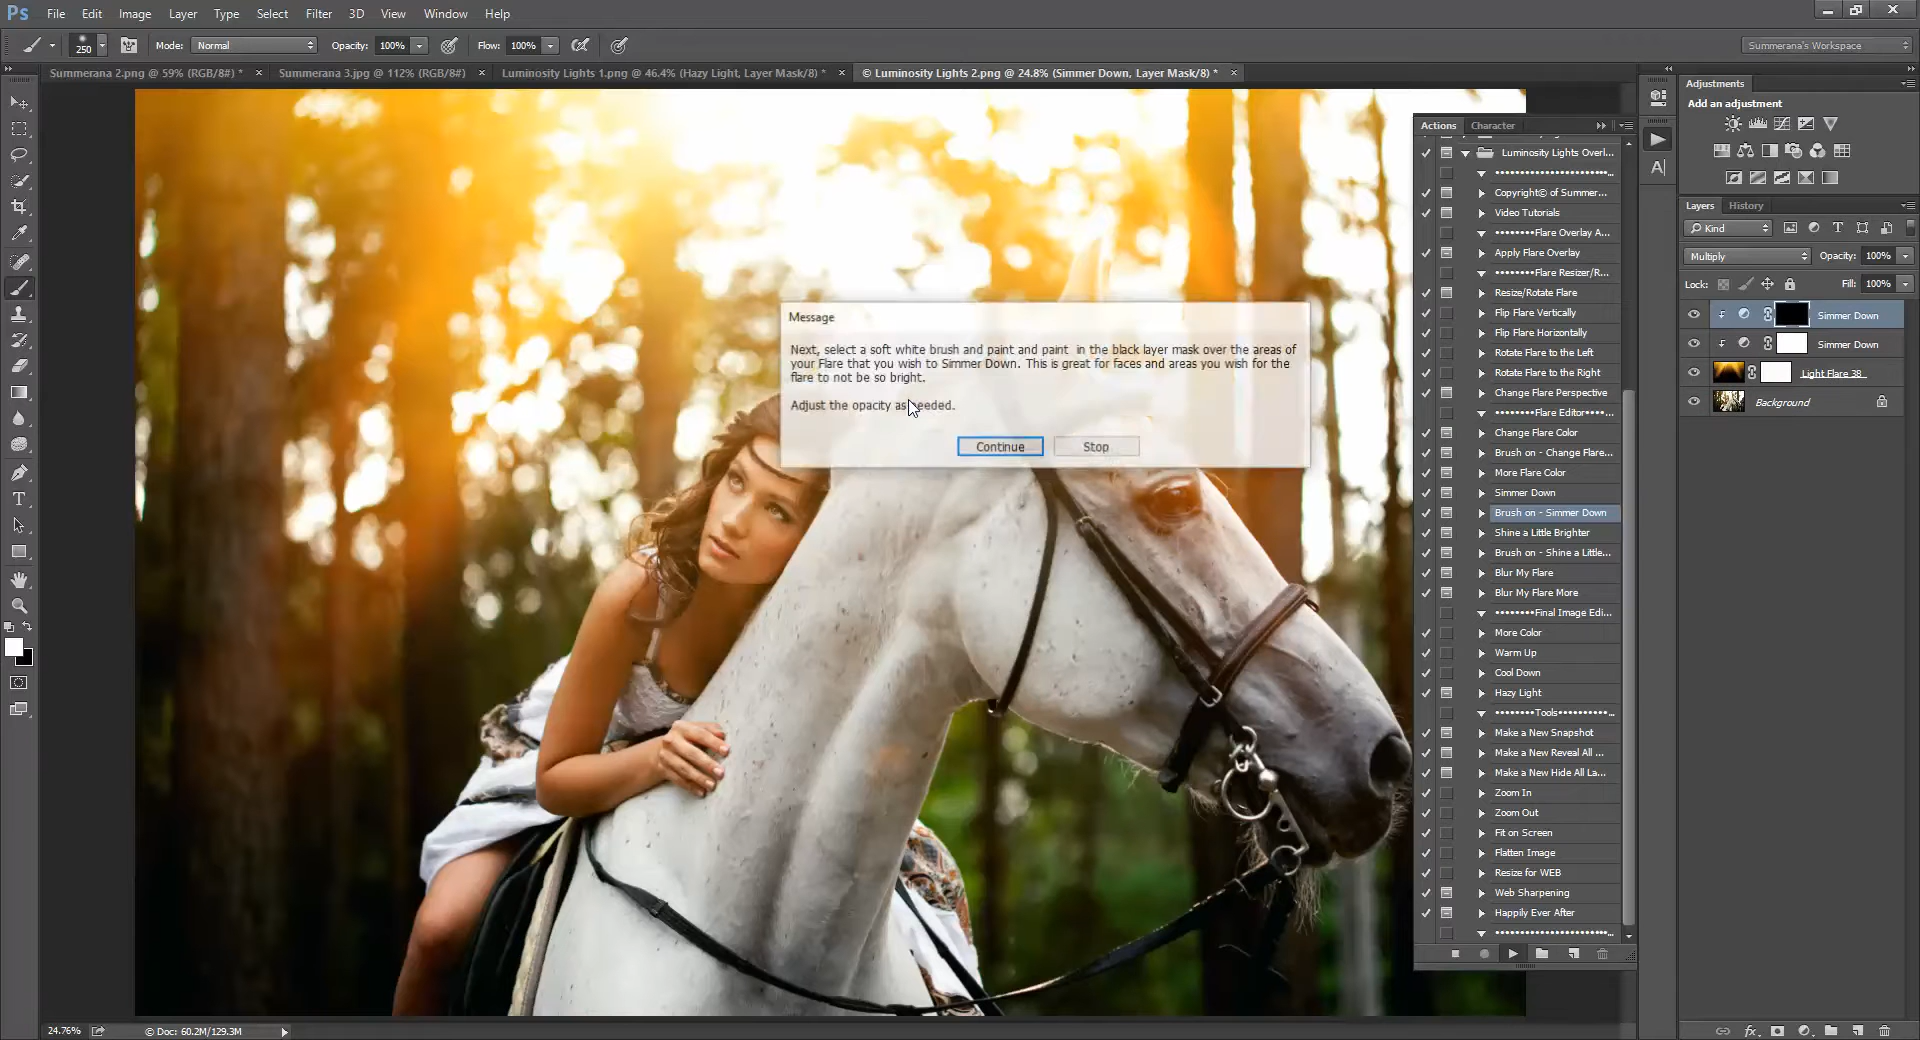 Ps File Edit Image Layer Type Select Filter 3D View Window Help
250 Mode: Normal Opacity: 100% Flow: 100% Summerana's Workspace
Summerana 2.png @ 59% (RGB/8#) * × Summerana 3.jpg @ 112% (RGB/8#) × Luminosity Lights 1.png @ 46.4% (Hazy Light, Layer Mask/8) * × © Luminosity Lights 2.png @ 24.8% (Simmer Down, Layer Mask/8) * ×
Message
Next, select a soft white brush and paint and paint in the black layer mask over the areas of
your Flare that you wish to Simmer Down. This is great for faces and areas you wish for the
flare to not be so bright.
Adjust the opacity as needed.
Continue Stop
Actions Character
Luminosity Lights Overl...
Copyright© of Summer...
Video Tutorials
••••••••Flare Overlay A...
Apply Flare Overlay
••••••••Flare Resizer/R...
Resize/Rotate Flare
Flip Flare Vertically
Flip Flare Horizontally
Rotate Flare to the Left
Rotate Flare to the Right
Change Flare Perspective
••••••••Flare Editor••••...
Change Flare Color
Brush on - Change Flare...
More Flare Color
Simmer Down
Brush on - Simmer Down
Shine a Little Brighter
Brush on - Shine a Little...
Blur My Flare
Blur My Flare More
••••••••Final Image Edi...
More Color
Warm Up
Cool Down
Hazy Light
••••••••Tools••••••••••...
Make a New Snapshot
Make a New Reveal All ...
Make a New Hide All La...
Zoom In
Zoom Out
Fit on Screen
Flatten Image
Resize for WEB
Web Sharpening
Happily Ever After
Adjustments
Add an adjustment
Layers History
Kind
Multiply Opacity: 100%
Lock: Fill: 100%
Simmer Down
Simmer Down
Light Flare 38
Background
24.76% © Doc: 60.2M/129.3M